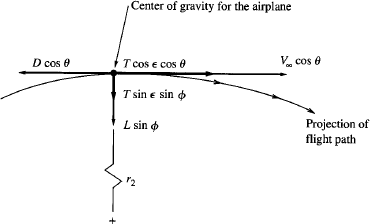 Center of gravity for the airplane
D cos θ
T cos ϵ cos θ
V∞ cos θ
T sin ϵ sin ϕ
L sin ϕ
Projection of
flight path
r₂